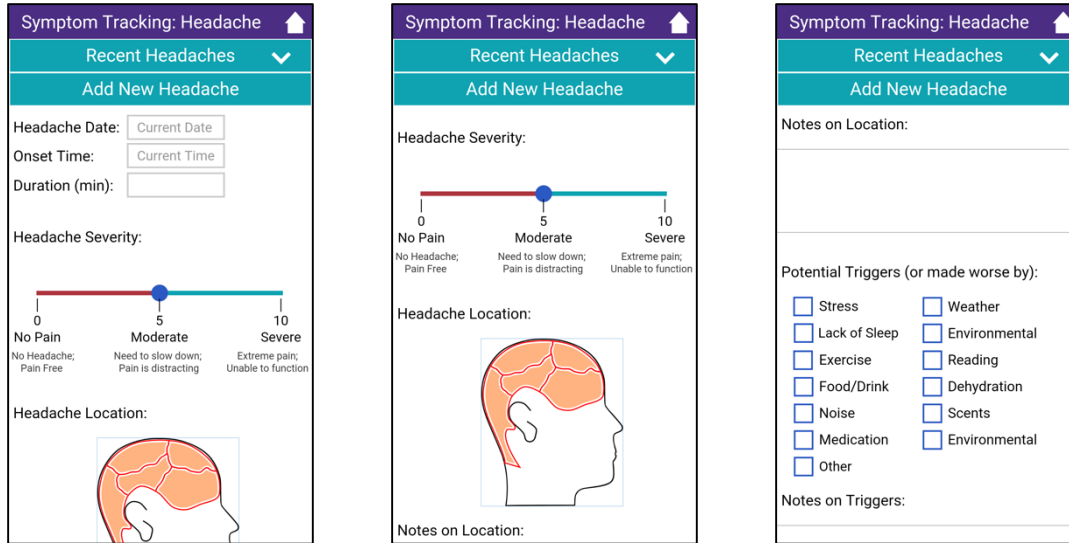 Symptom Tracking: Headache
Recent Headaches
Add New Headache
Headache Date: Current Date
Onset Time: Current Time
Duration (min):
Headache Severity:
0 5 10
No Pain Moderate Severe
No Headache; Need to slow down; Extreme pain;
Pain Free Pain is distracting Unable to function
Headache Location:
Symptom Tracking: Headache
Recent Headaches
Add New Headache
Headache Severity:
0 5 10
No Pain Moderate Severe
No Headache; Need to slow down; Extreme pain;
Pain Free Pain is distracting Unable to function
Headache Location:
Notes on Location:
Symptom Tracking: Headache
Recent Headaches
Add New Headache
Notes on Location:
Potential Triggers (or made worse by):
Stress Weather
Lack of Sleep Environmental
Exercise Reading
Food/Drink Dehydration
Noise Scents
Medication Environmental
Other
Notes on Triggers: